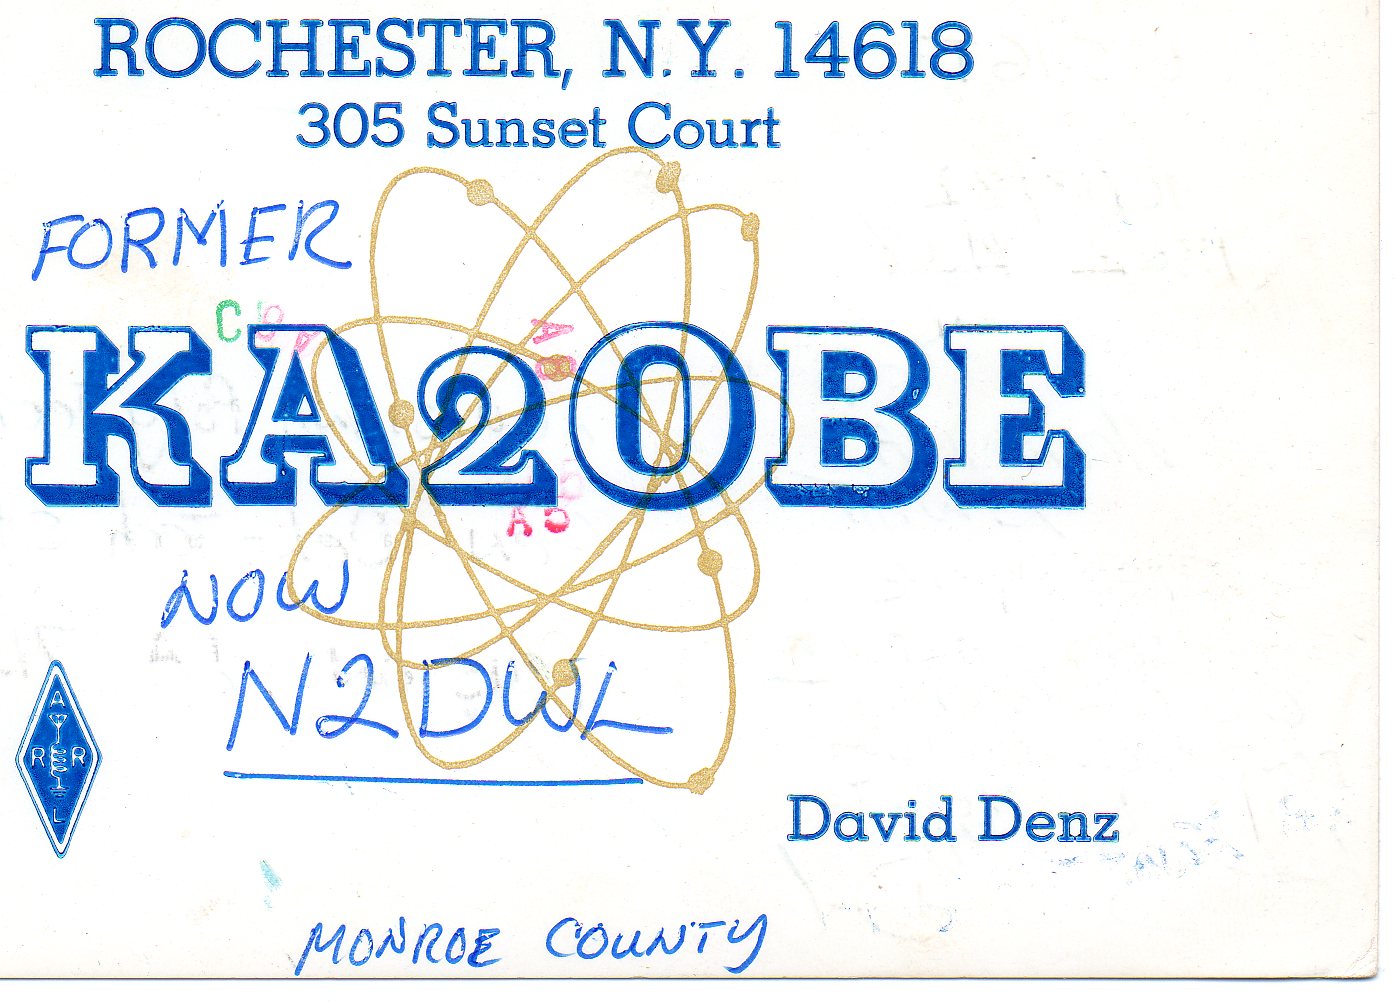 ROCHESTER, N.Y. 14618
305 Sunset Court
FORMER
C B A
A B
KA2OBE
A B
NOW
N2DWL
A
R R
L
David Denz
MONROE COUNTY